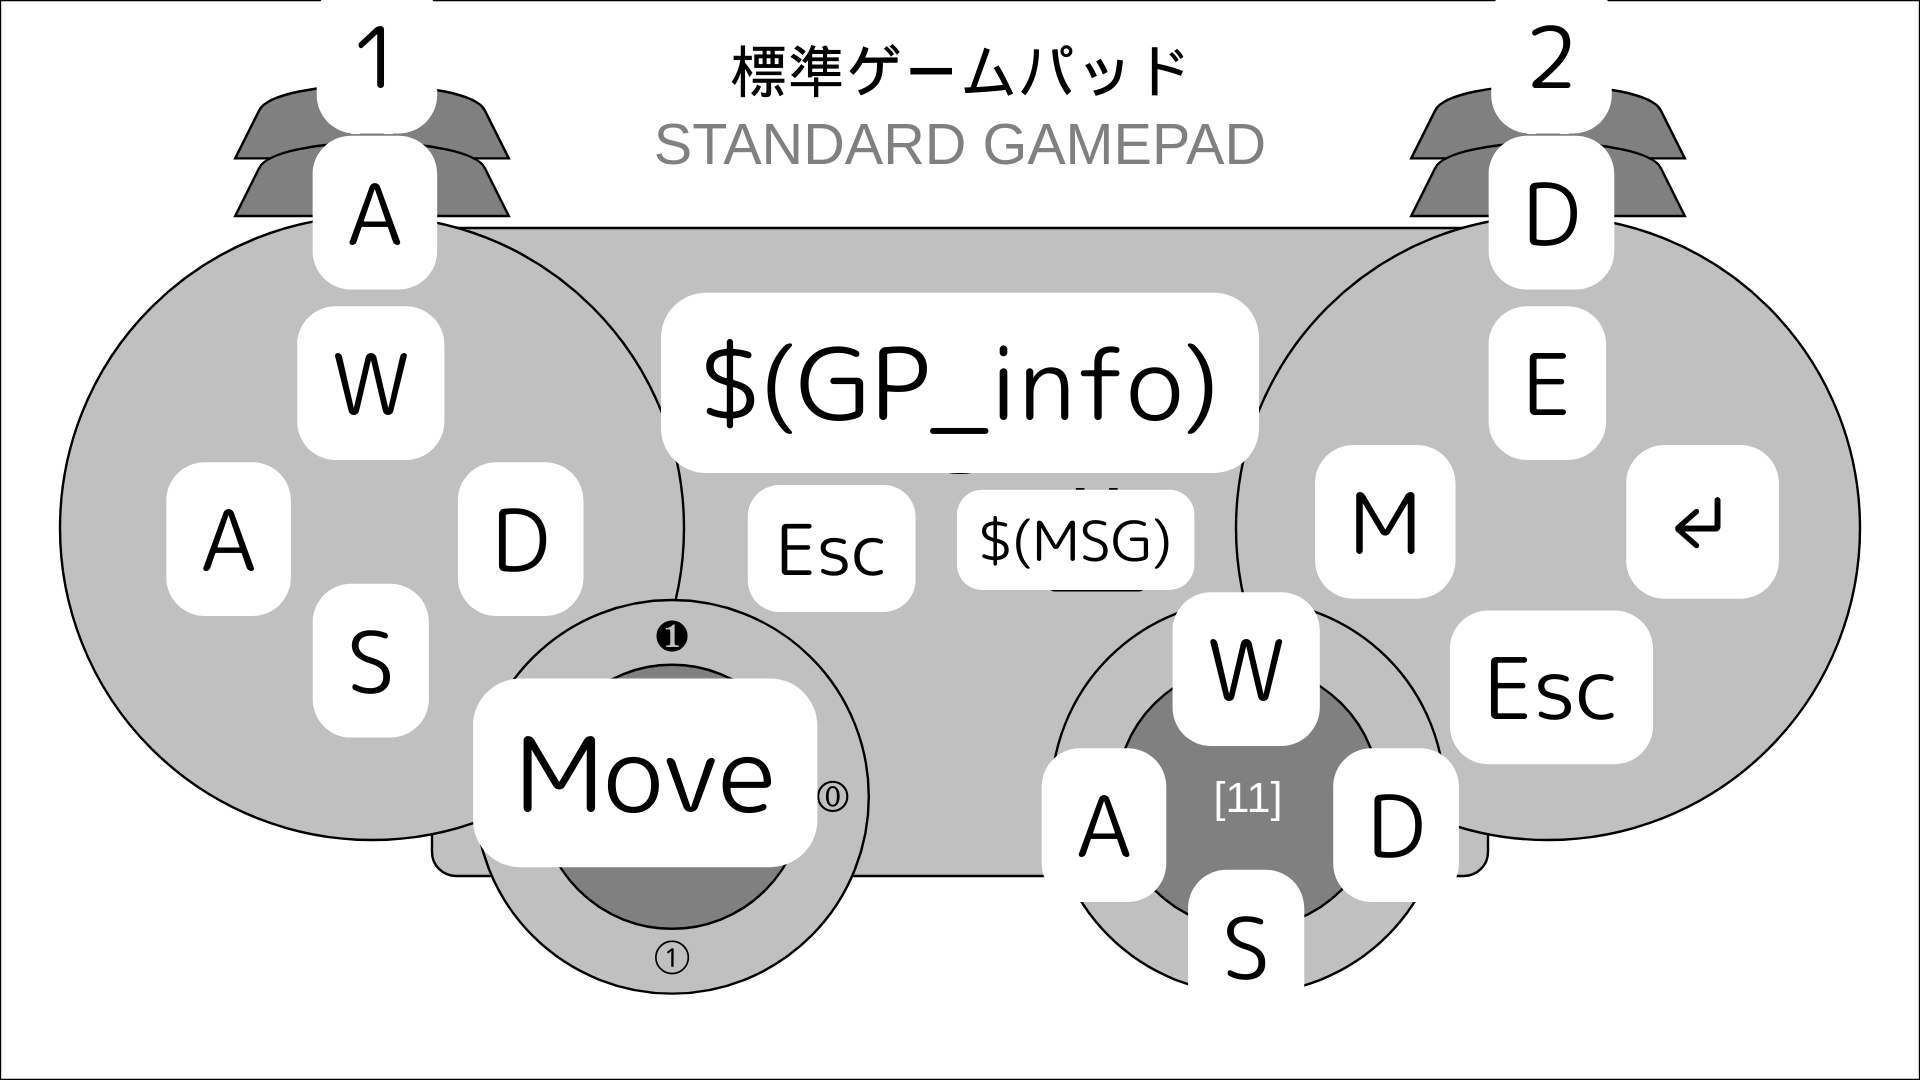 1
標準ゲームパッド
2
STANDARD GAMEPAD
A
D
W
$(GP_info)
E
A
D
Esc
$(MSG)
M
↵
S
❶
W
Esc
Move
⓪
A
[11]
D
①
S